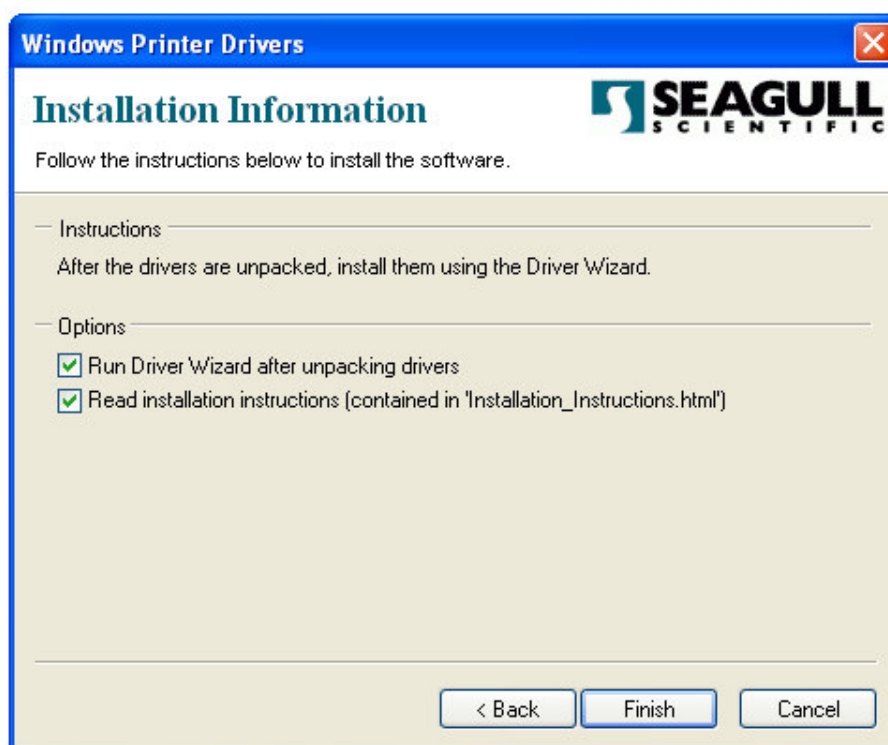 Windows Printer Drivers
Installation Information
SEAGULL
SCIENTIFIC
Follow the instructions below to install the software.
Instructions
After the drivers are unpacked, install them using the Driver Wizard.
Options
Run Driver Wizard after unpacking drivers
Read installation instructions (contained in 'Installation_Instructions.html')
< Back
Finish
Cancel